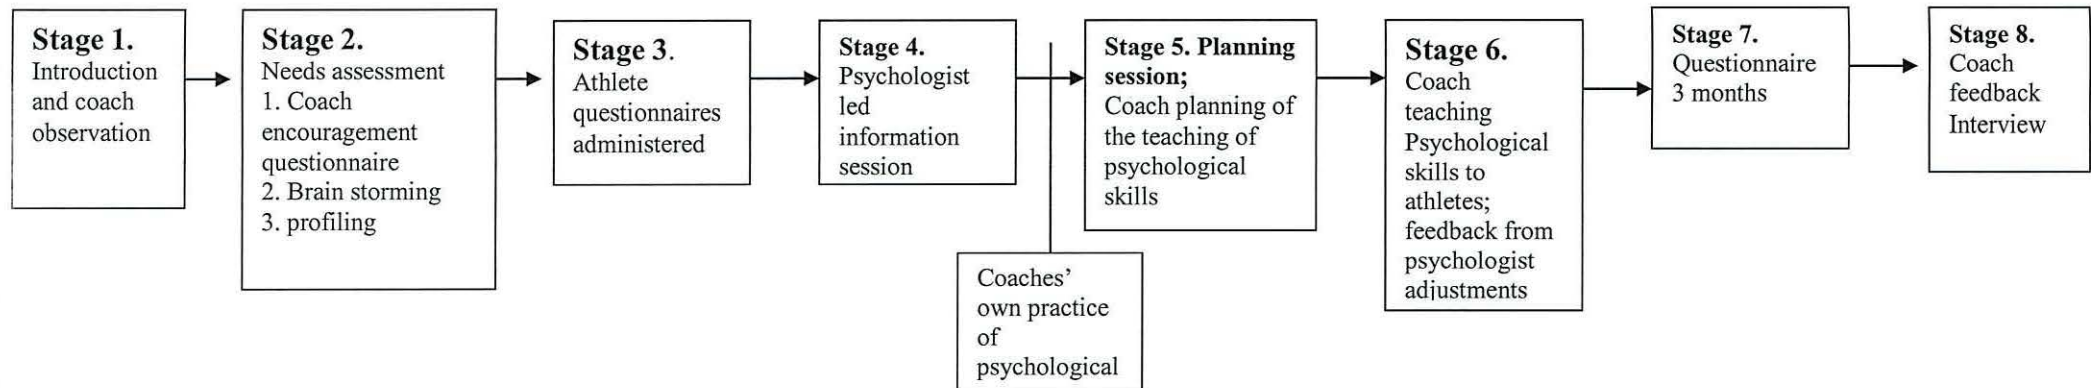 Stage 1.
Introduction
and coach
observation
Stage 2.
Needs assessment
1. Coach
encouragement
questionnaire
2. Brain storming
3. profiling
Stage 3.
Athlete
questionnaires
administered
Stage 4.
Psychologist
led
information
session
Coaches’
own practice
of
psychological
Stage 5. Planning
session;
Coach planning of
the teaching of
psychological
skills
Stage 6.
Coach
teaching
Psychological
skills to
athletes;
feedback from
psychologist
adjustments
Stage 7.
Questionnaire
3 months
Stage 8.
Coach
feedback
Interview